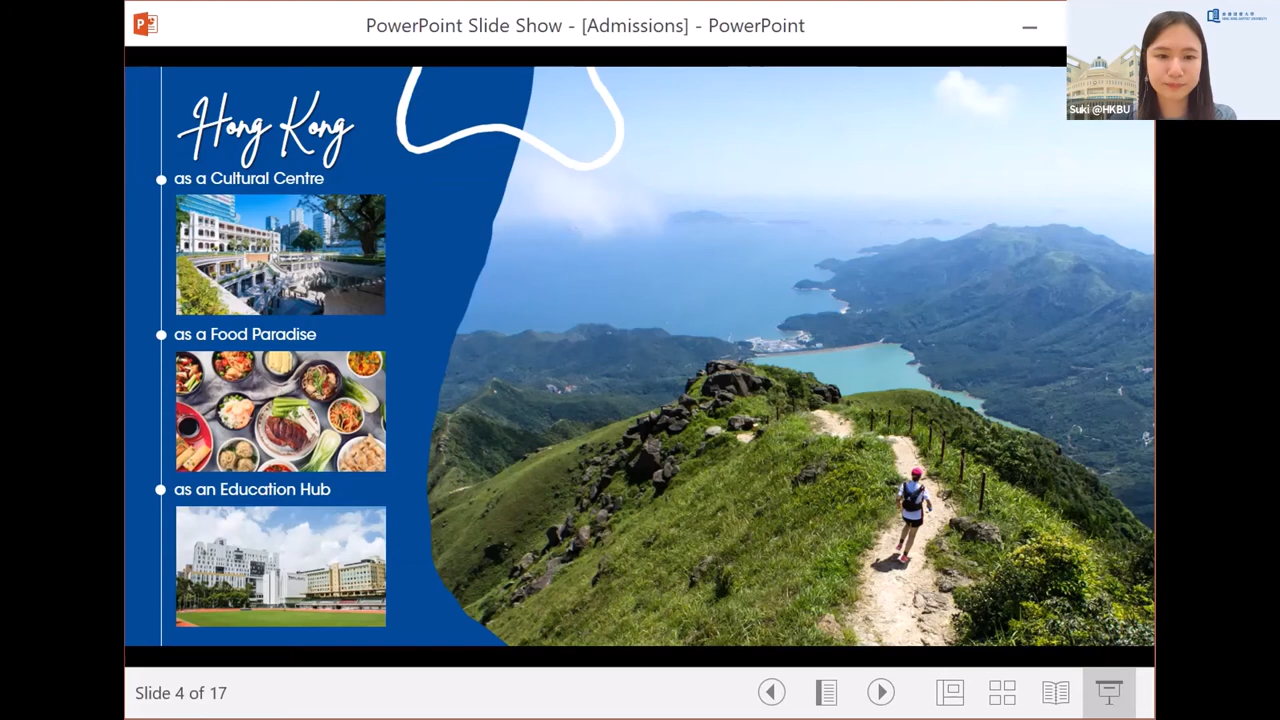 PowerPoint Slide Show - [Admissions] - PowerPoint
Hong Kong
as a Cultural Centre
as a Food Paradise
as an Education Hub
Suki @HKBU
Slide 4 of 17